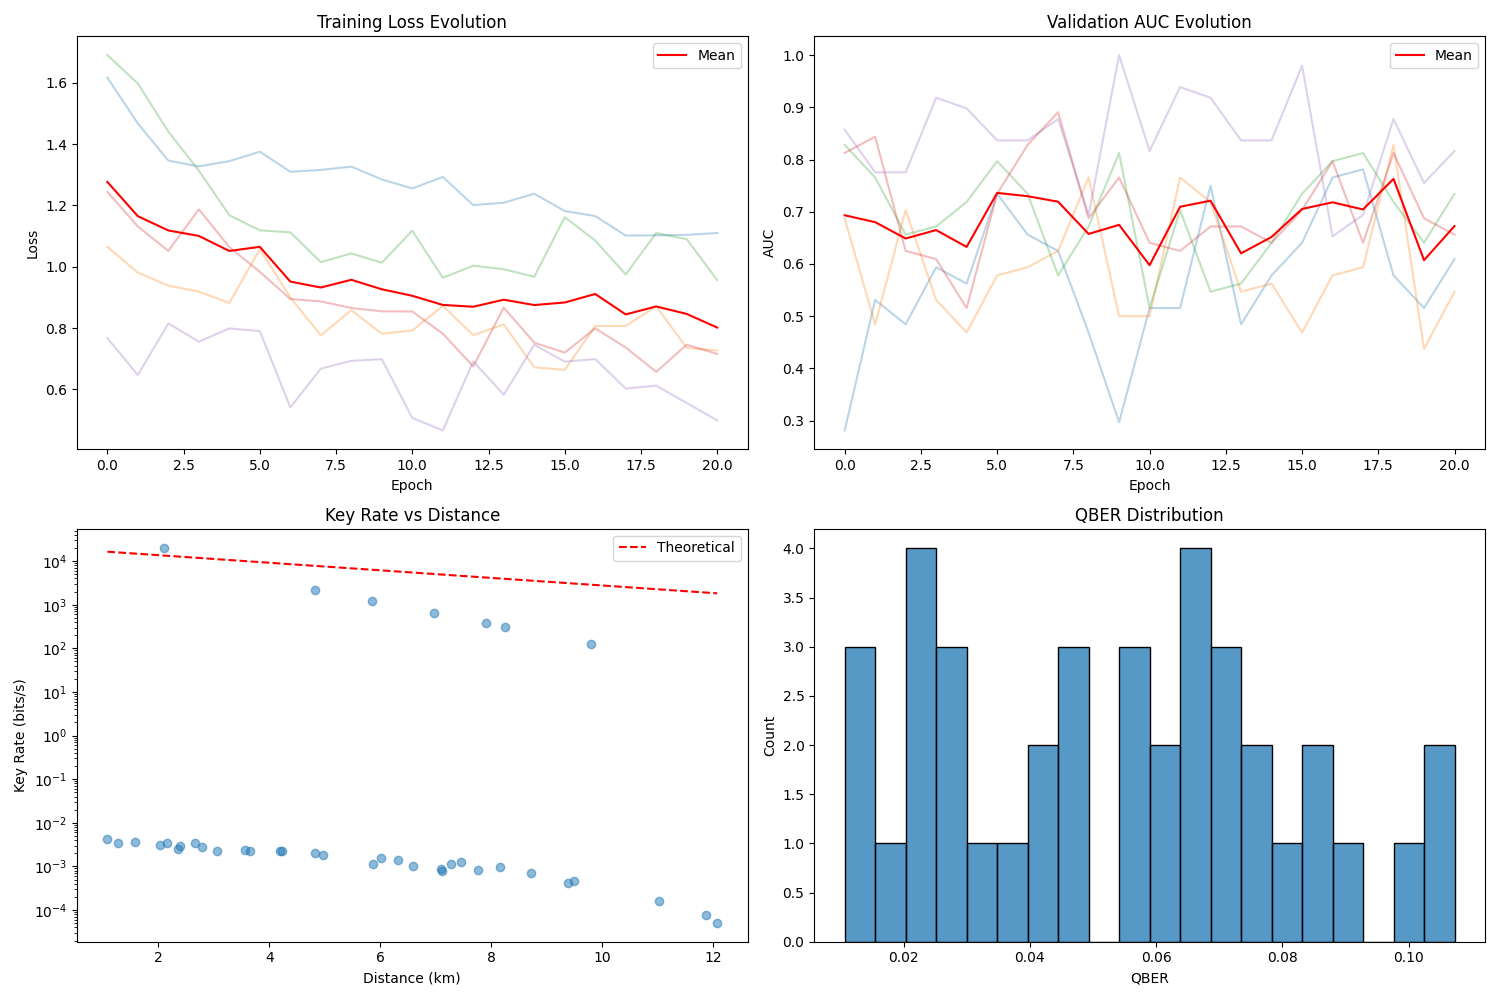 Training Loss Evolution
Mean
1.6
1.4
1.2
1.0
0.8
0.6
Loss
0.0 2.5 5.0 7.5 10.0 12.5 15.0 17.5 20.0
Epoch
Validation AUC Evolution
Mean
1.0
0.9
0.8
0.7
0.6
0.5
0.4
0.3
AUC
0.0 2.5 5.0 7.5 10.0 12.5 15.0 17.5 20.0
Epoch
Key Rate vs Distance
Theoretical
10⁴
10³
10²
10¹
10⁰
10⁻¹
10⁻²
10⁻³
10⁻⁴
Key Rate (bits/s)
2 4 6 8 10 12
Distance (km)
QBER Distribution
4.0
3.5
3.0
2.5
2.0
1.5
1.0
0.5
0.0
Count
0.02 0.04 0.06 0.08 0.10
QBER